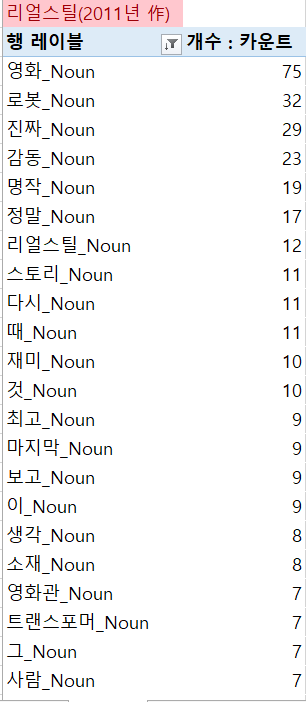 리얼스틸(2011년 作)
행 레이블 개수 : 카운트
영화_Noun 75
로봇_Noun 32
진짜_Noun 29
감동_Noun 23
명작_Noun 19
정말_Noun 17
리얼스틸_Noun 12
스토리_Noun 11
다시_Noun 11
때_Noun 11
재미_Noun 10
것_Noun 10
최고_Noun 9
마지막_Noun 9
보고_Noun 9
이_Noun 9
생각_Noun 8
소재_Noun 8
영화관_Noun 7
트랜스포머_Noun 7
그_Noun 7
사람_Noun 7